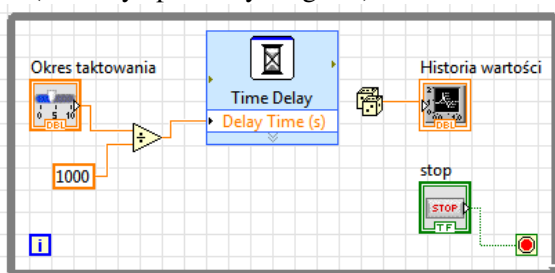 Okres taktowania
0 5 10
DBL
1000
Time Delay
Delay Time (s)
Historia wartości
DBL
stop
STOP
TF
i